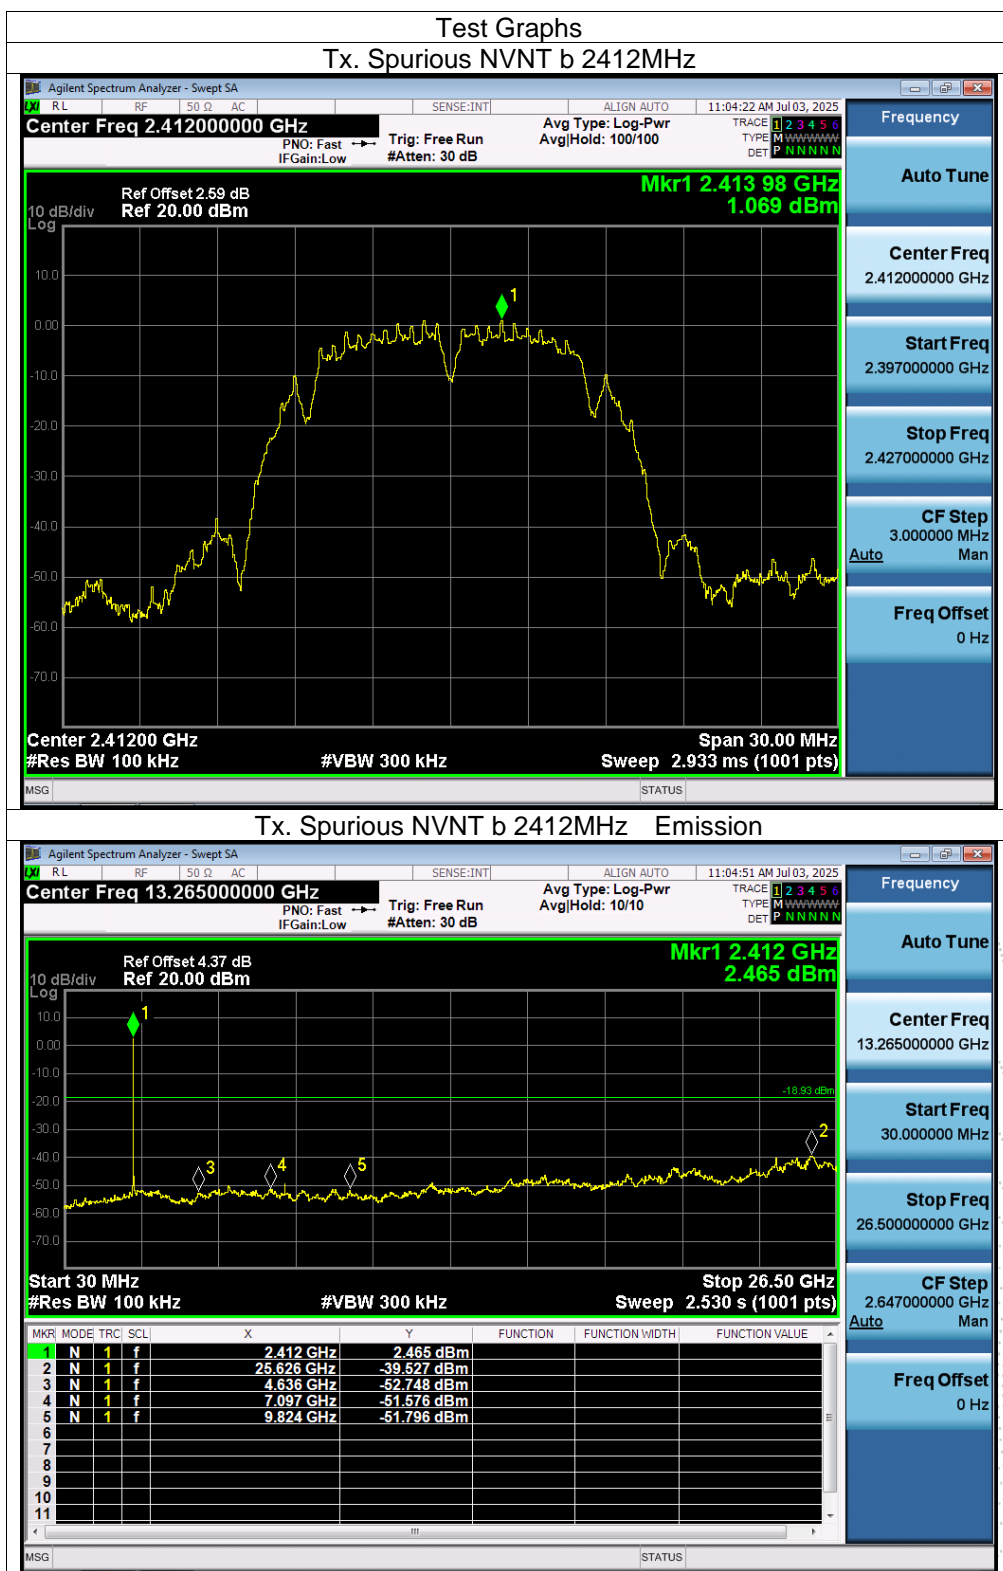 Test Graphs
Tx. Spurious NVNT b 2412MHz
Agilent Spectrum Analyzer - Swept SA
LXI RL RF 50 Ω AC SENSE:INT ALIGN AUTO 11:04:22 AM Jul 03, 2025
Center Freq 2.412000000 GHz
PNO: Fast
IFGain:Low
Trig: Free Run
#Atten: 30 dB
Avg Type: Log-Pwr
Avg|Hold: 100/100
TRACE 1 2 3 4 5 6
TYPE M WWWWW
DET P N N N N N
Frequency
Mkr1 2.413 98 GHz
1.069 dBm
Ref Offset 2.59 dB
10 dB/div Ref 20.00 dBm
Log
10.0
0.00
-10.0
-20.0
-30.0
-40.0
-50.0
-60.0
-70.0
1
Center 2.41200 GHz Span 30.00 MHz
#Res BW 100 kHz #VBW 300 kHz Sweep 2.933 ms (1001 pts)
MSG STATUS
Auto Tune
Center Freq
2.412000000 GHz
Start Freq
2.397000000 GHz
Stop Freq
2.427000000 GHz
CF Step
3.000000 MHz
Auto Man
Freq Offset
0 Hz
Tx. Spurious NVNT b 2412MHz Emission
Agilent Spectrum Analyzer - Swept SA
LXI RL RF 50 Ω AC SENSE:INT ALIGN AUTO 11:04:51 AM Jul 03, 2025
Center Freq 13.265000000 GHz
PNO: Fast
IFGain:Low
Trig: Free Run
#Atten: 30 dB
Avg Type: Log-Pwr
Avg|Hold: 10/10
TRACE 1 2 3 4 5 6
TYPE M WWWWW
DET P N N N N N
Frequency
Mkr1 2.412 GHz
2.465 dBm
Ref Offset 4.37 dB
10 dB/div Ref 20.00 dBm
Log
10.0
0.00
-10.0
-20.0
-30.0
-40.0
-50.0
-60.0
-70.0
1
-18.93 dBm
2
3
4
5
Start 30 MHz Stop 26.50 GHz
#Res BW 100 kHz #VBW 300 kHz Sweep 2.530 s (1001 pts)
MKR MODE TRC SCL X Y FUNCTION FUNCTION WIDTH FUNCTION VALUE
1 N 1 f 2.412 GHz 2.465 dBm
2 N 1 f 25.626 GHz -39.527 dBm
3 N 1 f 4.636 GHz -52.748 dBm
4 N 1 f 7.097 GHz -51.576 dBm
5 N 1 f 9.824 GHz -51.796 dBm
6
7
8
9
10
11
MSG STATUS
Auto Tune
Center Freq
13.265000000 GHz
Start Freq
30.000000 MHz
Stop Freq
26.500000000 GHz
CF Step
2.647000000 GHz
Auto Man
Freq Offset
0 Hz